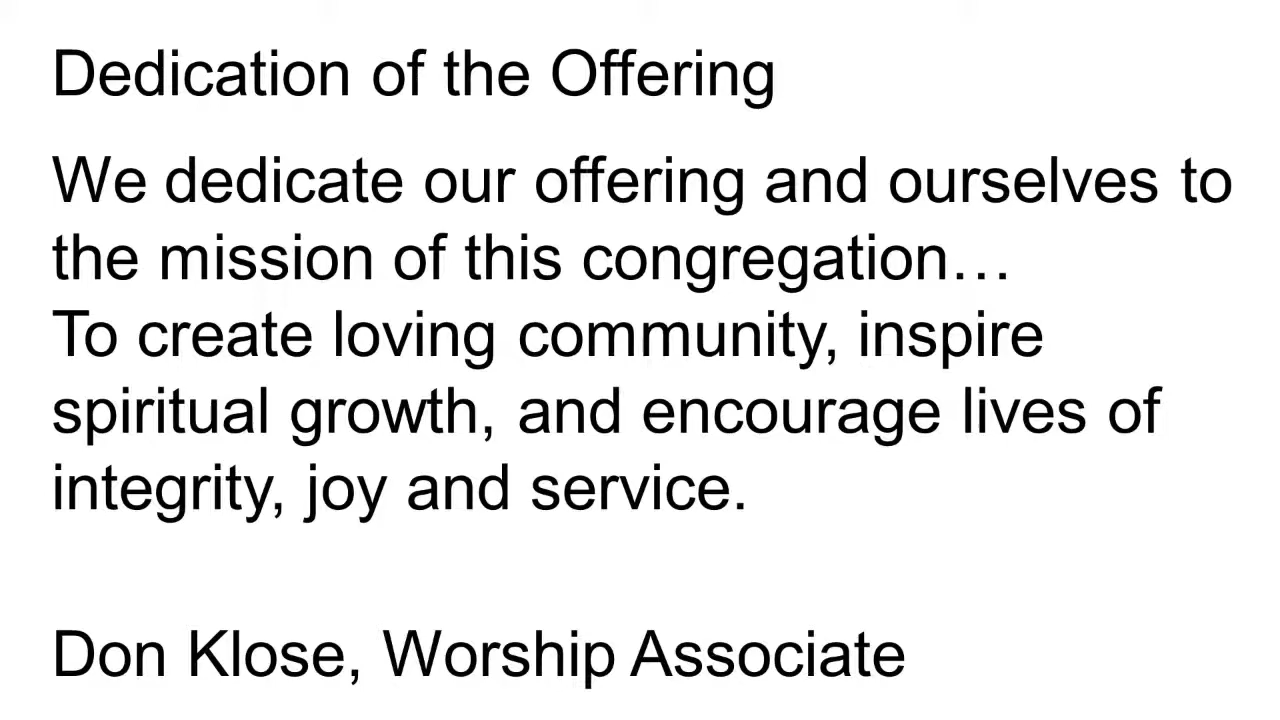 Dedication of the Offering
We dedicate our offering and ourselves to
the mission of this congregation…
To create loving community, inspire
spiritual growth, and encourage lives of
integrity, joy and service.
Don Klose, Worship Associate